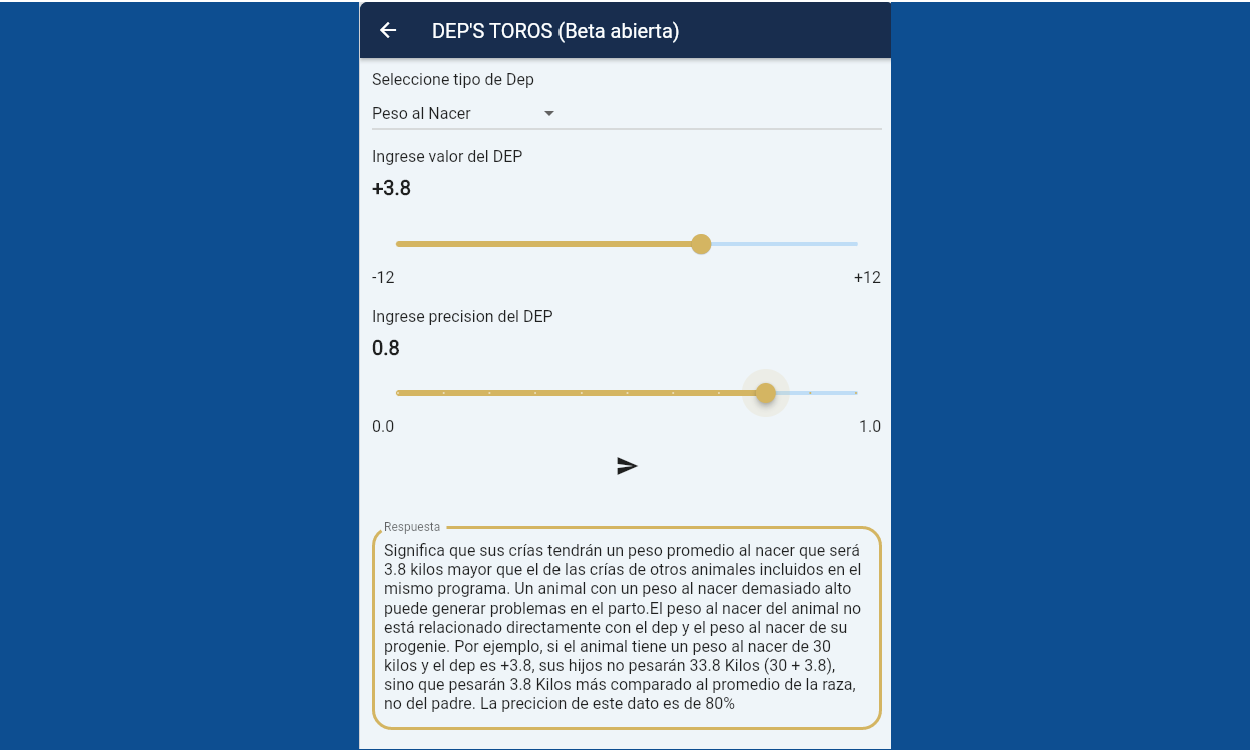 DEP'S TOROS (Beta abierta)
Seleccione tipo de Dep
Peso al Nacer
Ingrese valor del DEP
+3.8
-12 +12
Ingrese precision del DEP
0.8
0.0 1.0
Respuesta
Significa que sus crías tendrán un peso promedio al nacer que será
3.8 kilos mayor que el de las crías de otros animales incluidos en el
mismo programa. Un animal con un peso al nacer demasiado alto
puede generar problemas en el parto.El peso al nacer del animal no
está relacionado directamente con el dep y el peso al nacer de su
progenie. Por ejemplo, si el animal tiene un peso al nacer de 30
kilos y el dep es +3.8, sus hijos no pesarán 33.8 Kilos (30 + 3.8),
sino que pesarán 3.8 Kilos más comparado al promedio de la raza,
no del padre. La precicion de este dato es de 80%